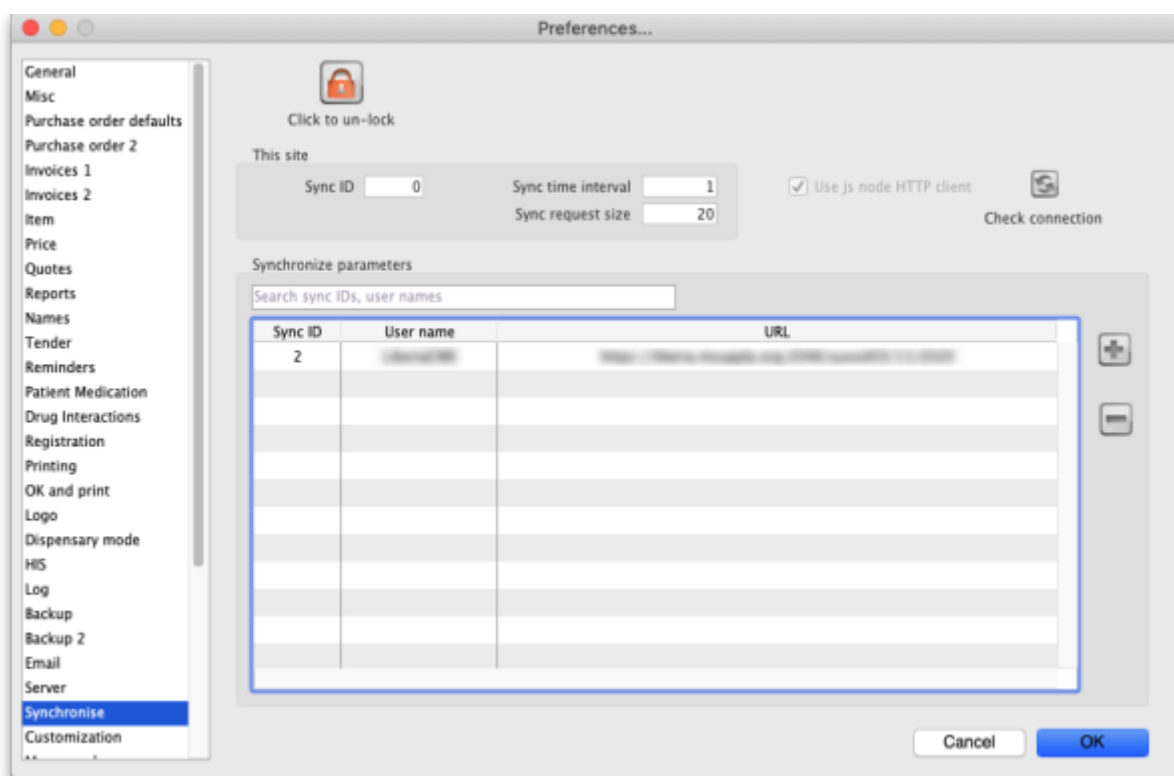 Preferences...
General
Misc
Purchase order defaults
Purchase order 2
Invoices 1
Invoices 2
Item
Price
Quotes
Reports
Names
Tender
Reminders
Patient Medication
Drug Interactions
Registration
Printing
OK and print
Logo
Dispensary mode
HIS
Log
Backup
Backup 2
Email
Server
Synchronise
Customization
Click to un-lock
This site
Sync ID 0 Sync time interval 1 Use js node HTTP client
Sync request size 20 Check connection
Synchronize parameters
Search sync IDs, user names
Sync ID User name URL
2
Cancel OK